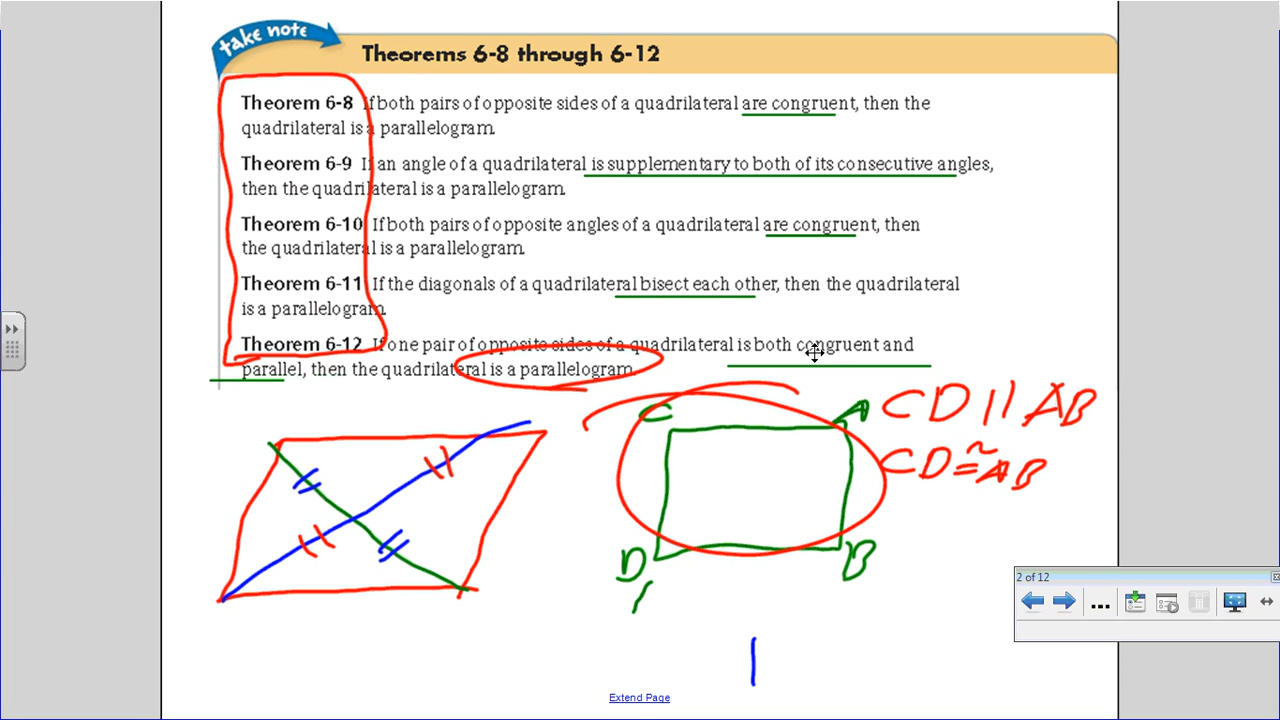 take note
Theorems 6-8 through 6-12
Theorem 6-8 If both pairs of opposite sides of a quadrilateral are congruent, then the
quadrilateral is a parallelogram.
Theorem 6-9 If an angle of a quadrilateral is supplementary to both of its consecutive angles,
then the quadrilateral is a parallelogram.
Theorem 6-10 If both pairs of opposite angles of a quadrilateral are congruent, then
the quadrilateral is a parallelogram.
Theorem 6-11 If the diagonals of a quadrilateral bisect each other, then the quadrilateral
is a parallelogram.
Theorem 6-12 If one pair of opposite sides of a quadrilateral is both congruent and
parallel, then the quadrilateral is a parallelogram.
C A CD || AB
CD ≅ AB
D B
2 of 12
...
Extend Page